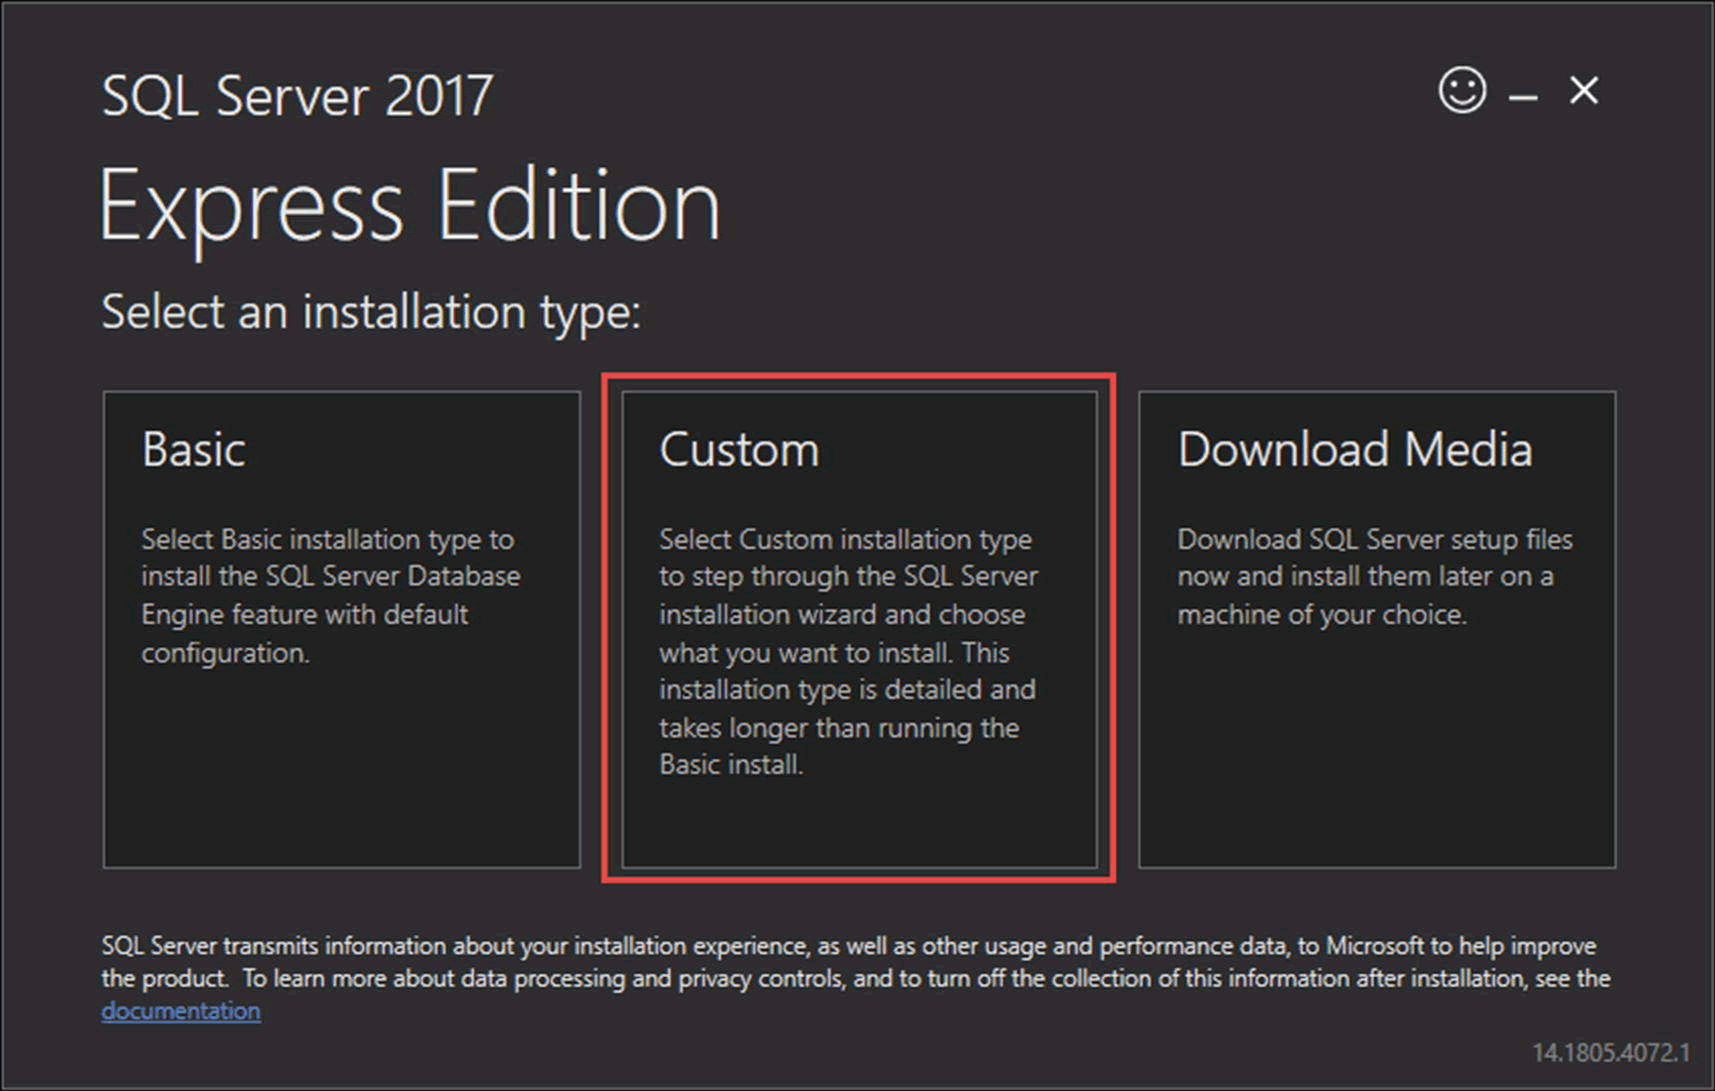 SQL Server 2017
Express Edition
Select an installation type:
Basic
Select Basic installation type to
install the SQL Server Database
Engine feature with default
configuration.
Custom
Select Custom installation type
to step through the SQL Server
installation wizard and choose
what you want to install. This
installation type is detailed and
takes longer than running the
Basic install.
Download Media
Download SQL Server setup files
now and install them later on a
machine of your choice.
SQL Server transmits information about your installation experience, as well as other usage and performance data, to Microsoft to help improve
the product.  To learn more about data processing and privacy controls, and to turn off the collection of this information after installation, see the
documentation
14.1805.4072.1